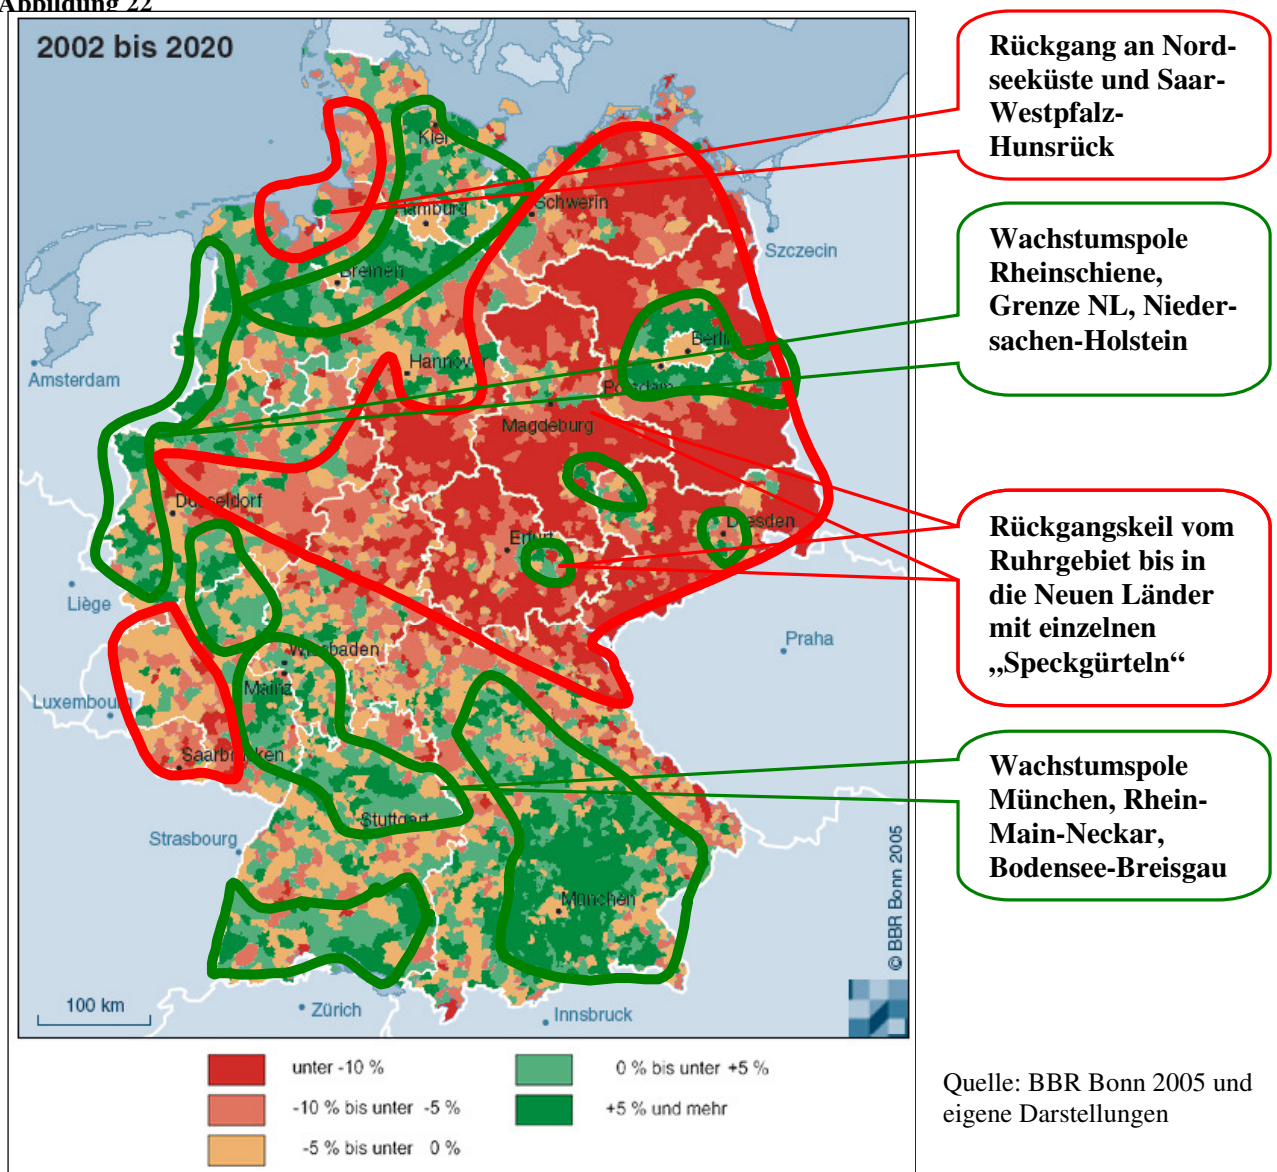 Abbildung 22
2002 bis 2020
Kiel
Hamburg
Schwerin
Szczecin
Bremen
Berlin
Amsterdam
Hannover
Potsdam
Magdeburg
Düsseldorf
Dresden
Erfurt
Liège
Praha
Wiesbaden
Mainz
Luxembourg
Saarbrücken
Stuttgart
Strasbourg
München
Zürich
Innsbruck
100 km
© BBR Bonn 2005
Rückgang an Nord-
seeküste und Saar-
Westpfalz-
Hunsrück
Wachstumspole
Rheinschiene,
Grenze NL, Nieder-
sachen-Holstein
Rückgangskeil vom
Ruhrgebiet bis in
die Neuen Länder
mit einzelnen
„Speckgürteln“
Wachstumspole
München, Rhein-
Main-Neckar,
Bodensee-Breisgau
unter -10 %
-10 % bis unter -5 %
-5 % bis unter 0 %
0 % bis unter +5 %
+5 % und mehr
Quelle: BBR Bonn 2005 und
eigene Darstellungen